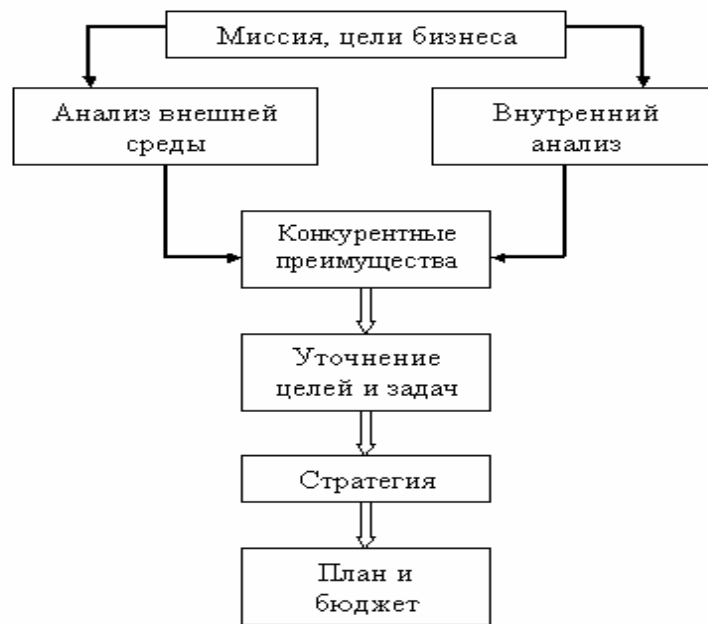 Миссия, цели бизнеса
Анализ внешней
среды
Внутренний
анализ
Конкурентные
преимущества
Уточнение
целей и задач
Стратегия
План и
бюджет